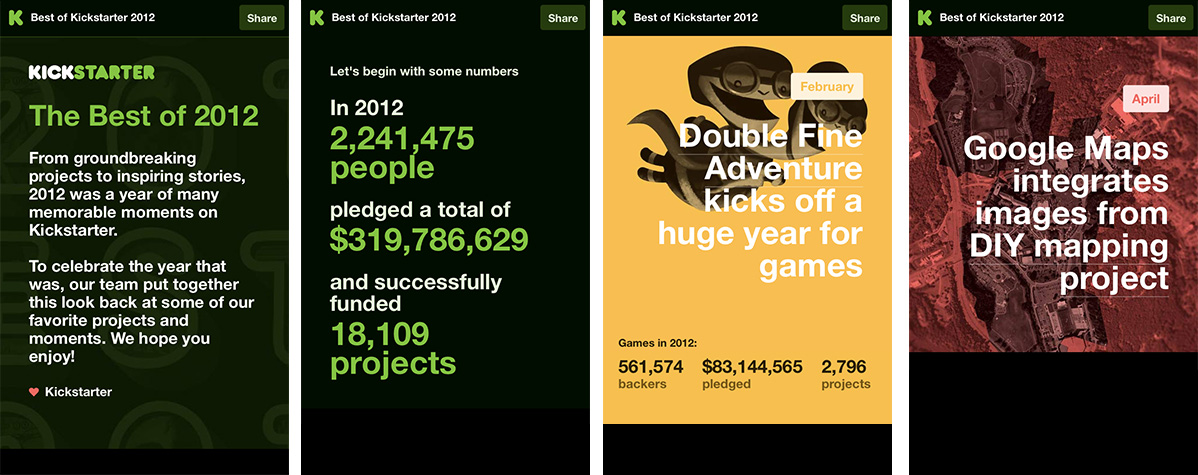 Best of Kickstarter 2012
Share
KICKSTARTER
The Best of 2012
From groundbreaking
projects to inspiring stories,
2012 was a year of many
memorable moments on
Kickstarter.
To celebrate the year that
was, our team put together
this look back at some of our
favorite projects and
moments. We hope you
enjoy!
Kickstarter
Best of Kickstarter 2012
Share
Let's begin with some numbers
In 2012
2,241,475
people
pledged a total of
$319,786,629
and successfully
funded
18,109
projects
Best of Kickstarter 2012
Share
February
Double Fine
Adventure
kicks off a
huge year for
games
Games in 2012:
561,574 $83,144,565 2,796
backers pledged projects
Best of Kickstarter 2012
Share
April
Google Maps
integrates
images from
DIY mapping
project